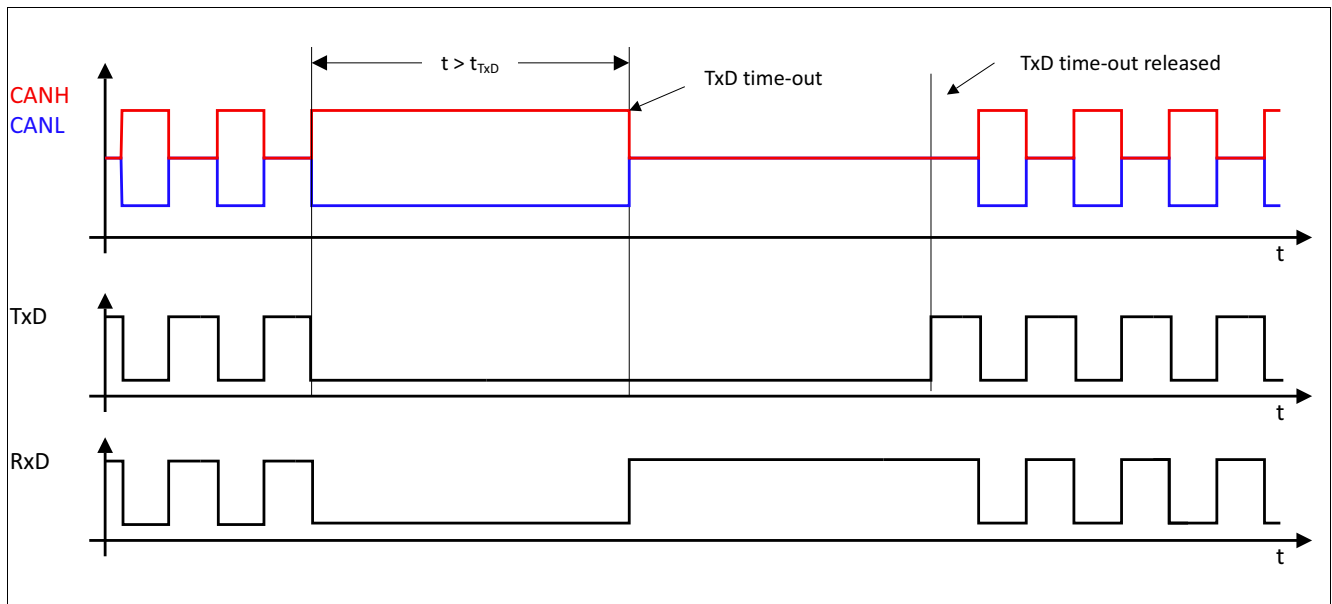 t > tTxD
TxD time-out
TxD time-out released
CANH
CANL
t
TxD
t
RxD
t